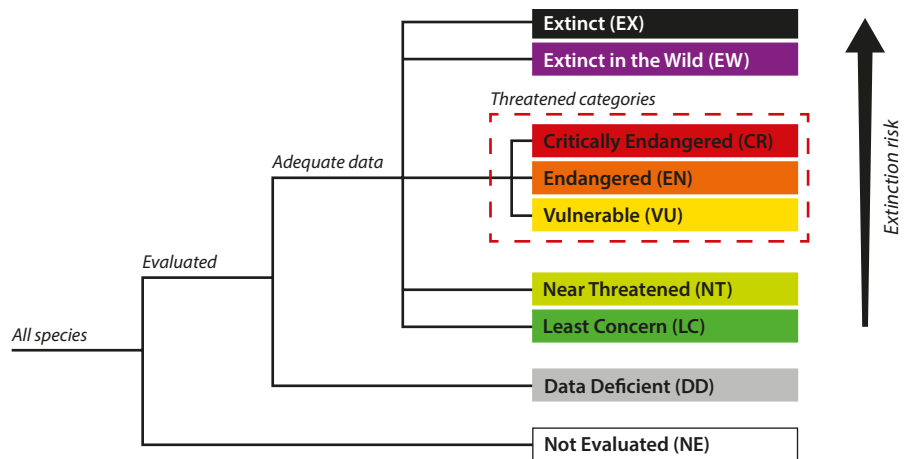 Extinct (EX)
Extinct in the Wild (EW)
Threatened categories
Critically Endangered (CR)
Adequate data
Endangered (EN)
Vulnerable (VU)
Extinction risk
Evaluated
Near Threatened (NT)
All species
Least Concern (LC)
Data Deficient (DD)
Not Evaluated (NE)